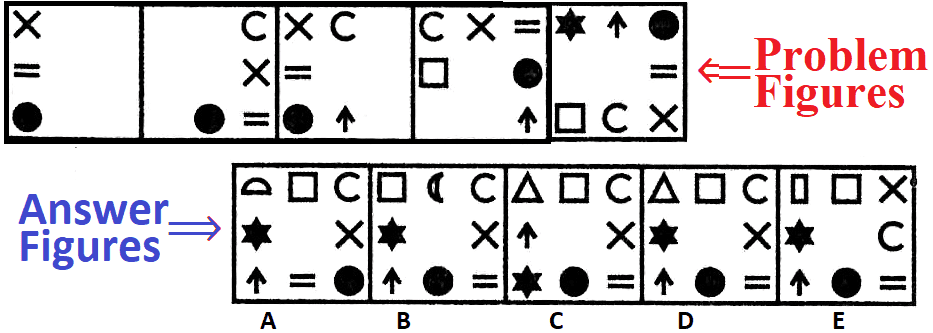 Problem
Figures
Answer
Figures
A B C D E